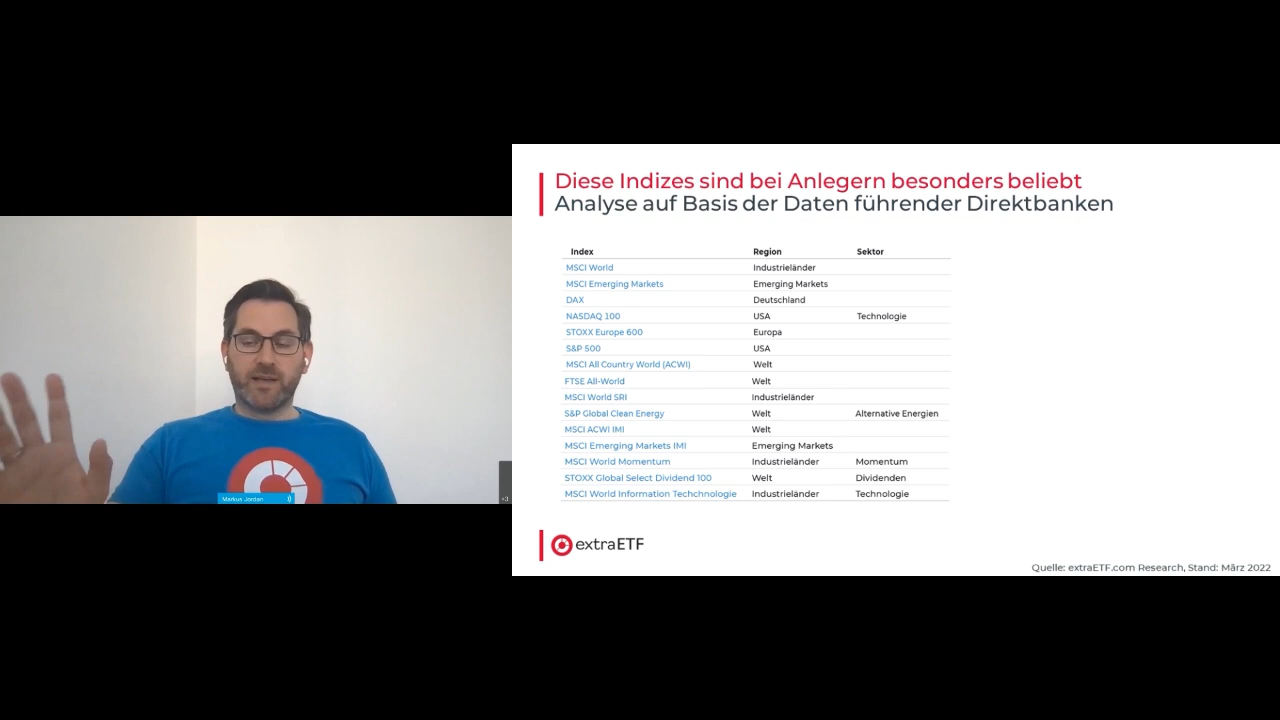 Diese Indizes sind bei Anlegern besonders beliebt
Analyse auf Basis der Daten führender Direktbanken
Index Region Sektor
MSCI World Industrieländer
MSCI Emerging Markets Emerging Markets
DAX Deutschland
NASDAQ 100 USA Technologie
STOXX Europe 600 Europa
S&P 500 USA
MSCI All Country World (ACWI) Welt
FTSE All-World Welt
MSCI World SRI Industrieländer
S&P Global Clean Energy Welt Alternative Energien
MSCI ACWI IMI Welt
MSCI Emerging Markets IMI Emerging Markets
MSCI World Momentum Industrieländer Momentum
STOXX Global Select Dividend 100 Welt Dividenden
MSCI World Information Techchnologie Industrieländer Technologie
Markus Jordan
extraETF
Quelle: extraETF.com Research, Stand: März 2022